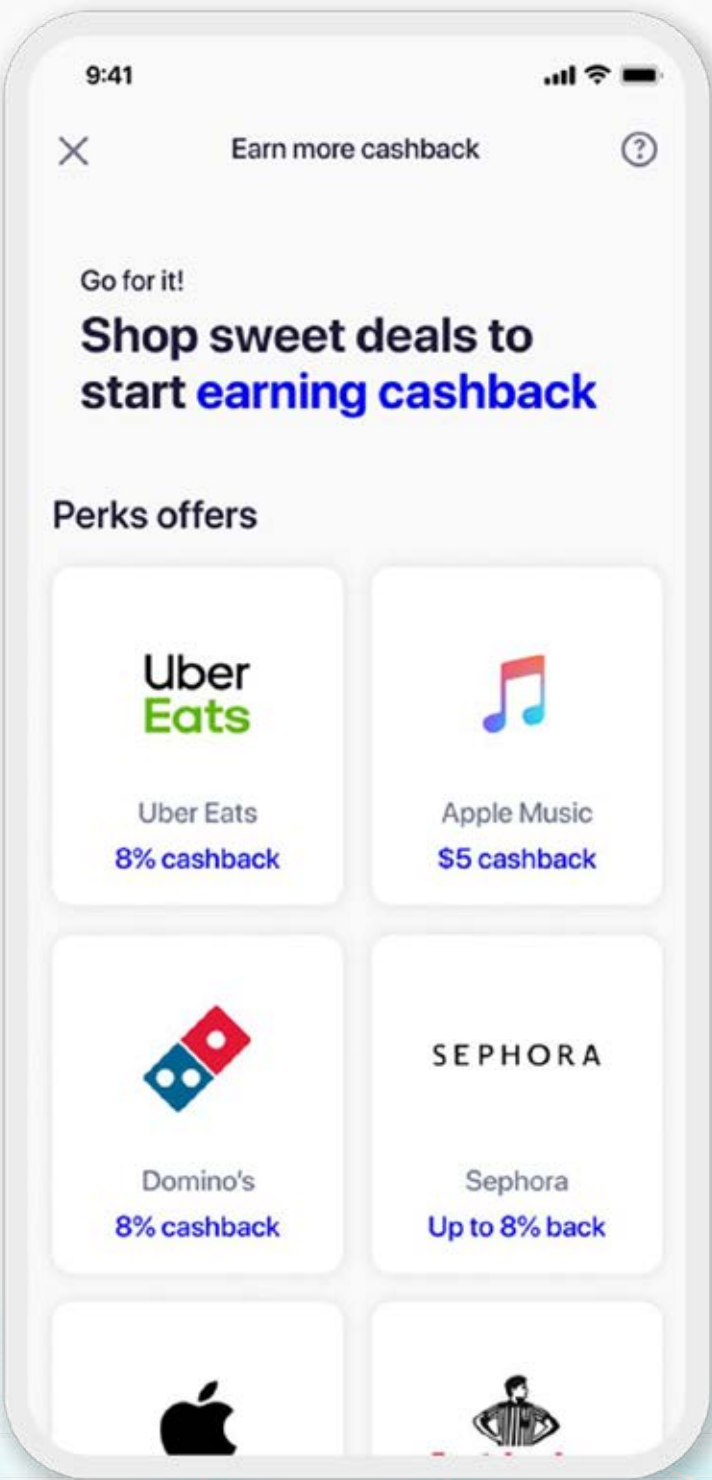 9:41
Earn more cashback
?
Go for it!
Shop sweet deals to
start earning cashback
Perks offers
Uber
Eats
Uber Eats
8% cashback
Apple Music
$5 cashback
Domino's
8% cashback
SEPHORA
Sephora
Up to 8% back